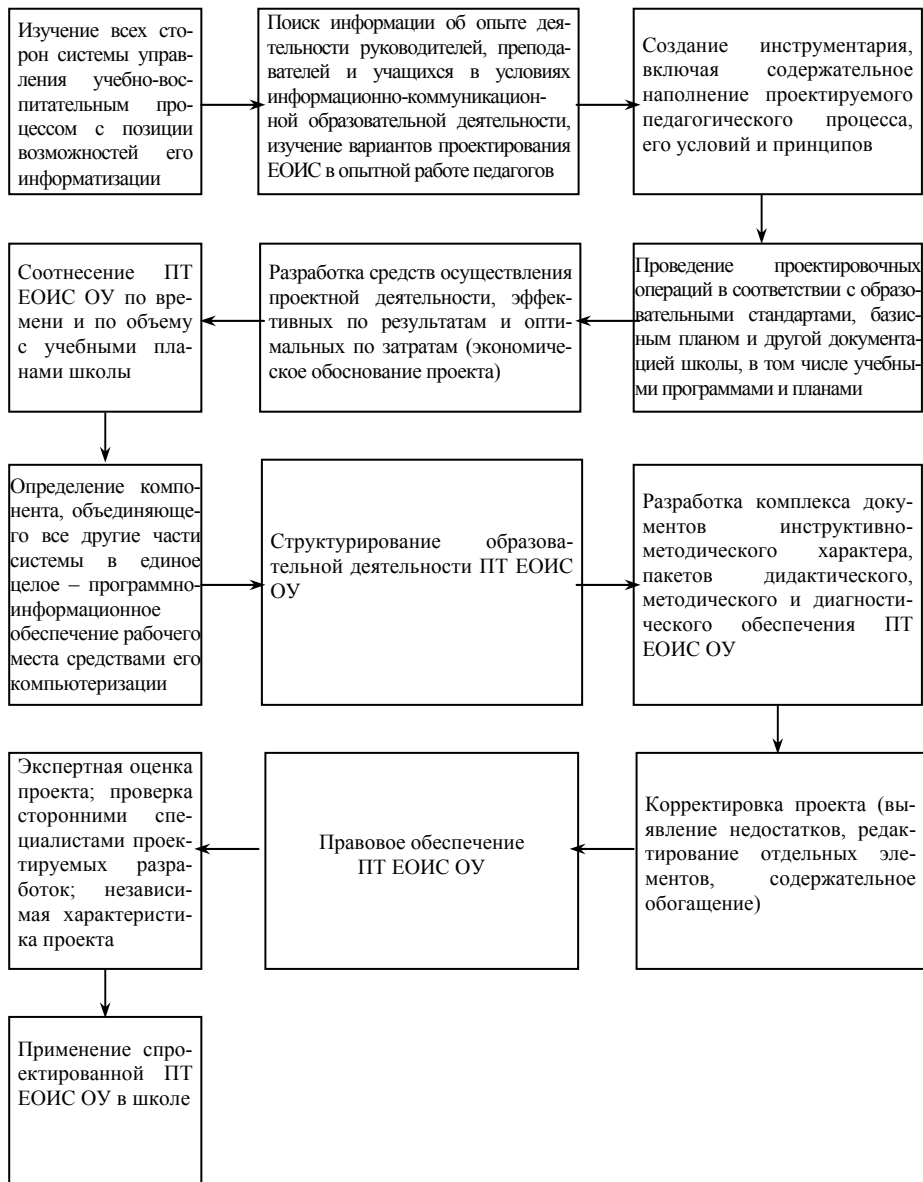 Изучение всех сто-
рон системы управ-
ления учебно-вос-
питательным про-
цессом с позиции
возможностей его
информатизации
Поиск информации об опыте дея-
тельности руководителей, препода-
вателей и учащихся в условиях
информационно-коммуникацион-
ной образовательной деятельности,
изучение вариантов проектирования
ЕОИС в опытной работе педагогов
Создание инструментария,
включая содержательное
наполнение проектируемого
педагогического процесса,
его условий и принципов
Проведение проектировочных
операций в соответствии с образ-
овательными стандартами, базис-
ным планом и другой документа-
цией школы, в том числе учебны-
ми программами и планами
Разработка средств осуществления
проектной деятельности, эффек-
тивных по результатам и опти-
мальных по затратам (экономиче-
ское обоснование проекта)
Соотнесение ПТ
ЕОИС ОУ по вре-
мени и по объему
с учебными пла-
нами школы
Определение компо-
нента, объединяюще-
го все другие части
системы в единое
целое – программно-
информационное
обеспечение рабочего
места средствами его
компьютеризации
Структурирование образова-
тельной деятельности ПТ ЕОИС
ОУ
Разработка комплекса доку-
ментов инструктивно-
методического характера,
пакетов дидактического,
методического и диагности-
ческого обеспечения ПТ
ЕОИС ОУ
Корректировка проекта (вы-
явление недостатков, редак-
тирование отдельных эле-
ментов, содержательное
обогащение)
Правовое обеспечение
ПТ ЕОИС ОУ
Экспертная оценка
проекта; проверка
сторонними спе-
циалистами проек-
тируемых разра-
боток; независи-
мая характеристи-
ка проекта
Применение спро-
ектированной ПТ
ЕОИС ОУ в школе